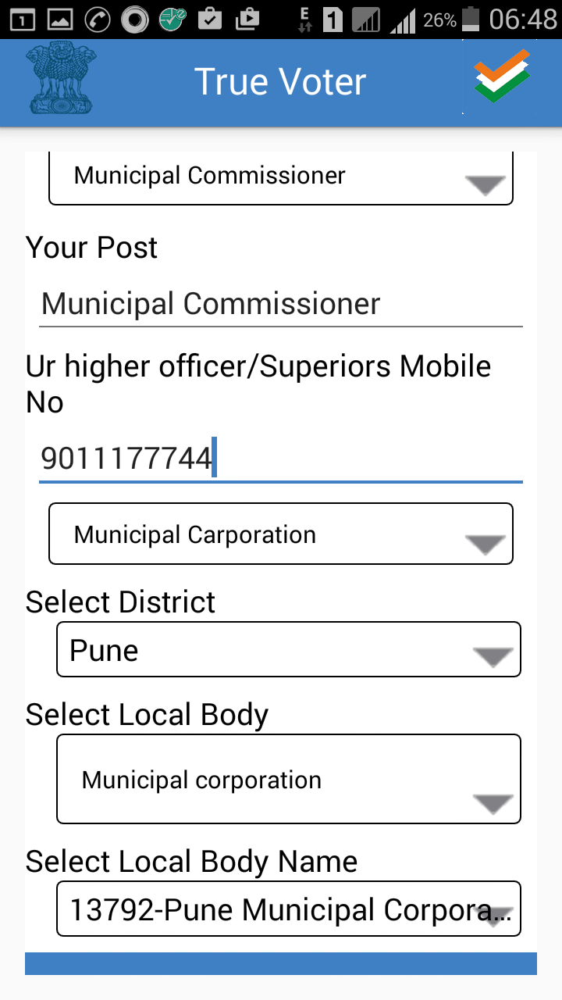 1
E
1
26%
06:48
True Voter
Municipal Commissioner
Your Post
Municipal Commissioner
Ur higher officer/Superiors Mobile
No
9011177744
Municipal Carporation
Select District
Pune
Select Local Body
Municipal corporation
Select Local Body Name
13792-Pune Municipal Corpora...